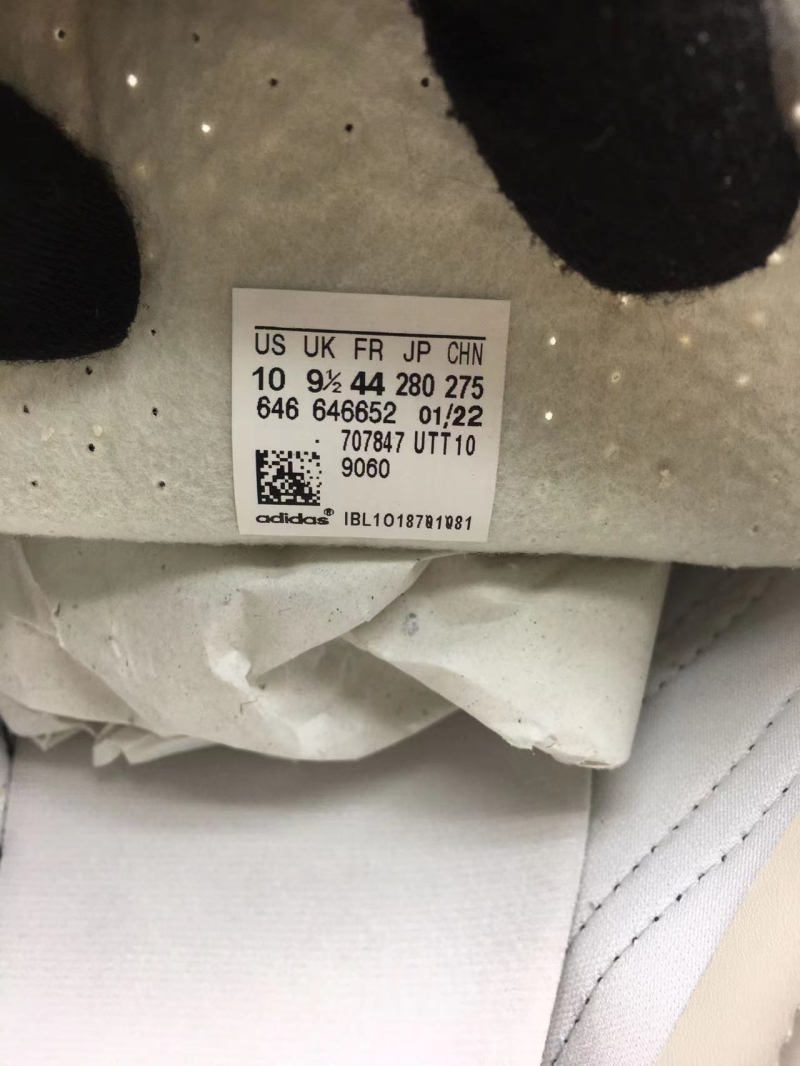 US UK FR JP CHN
10 9½ 44 280 275
646 646652 01/22
707847 UTT10
9060
adidas®